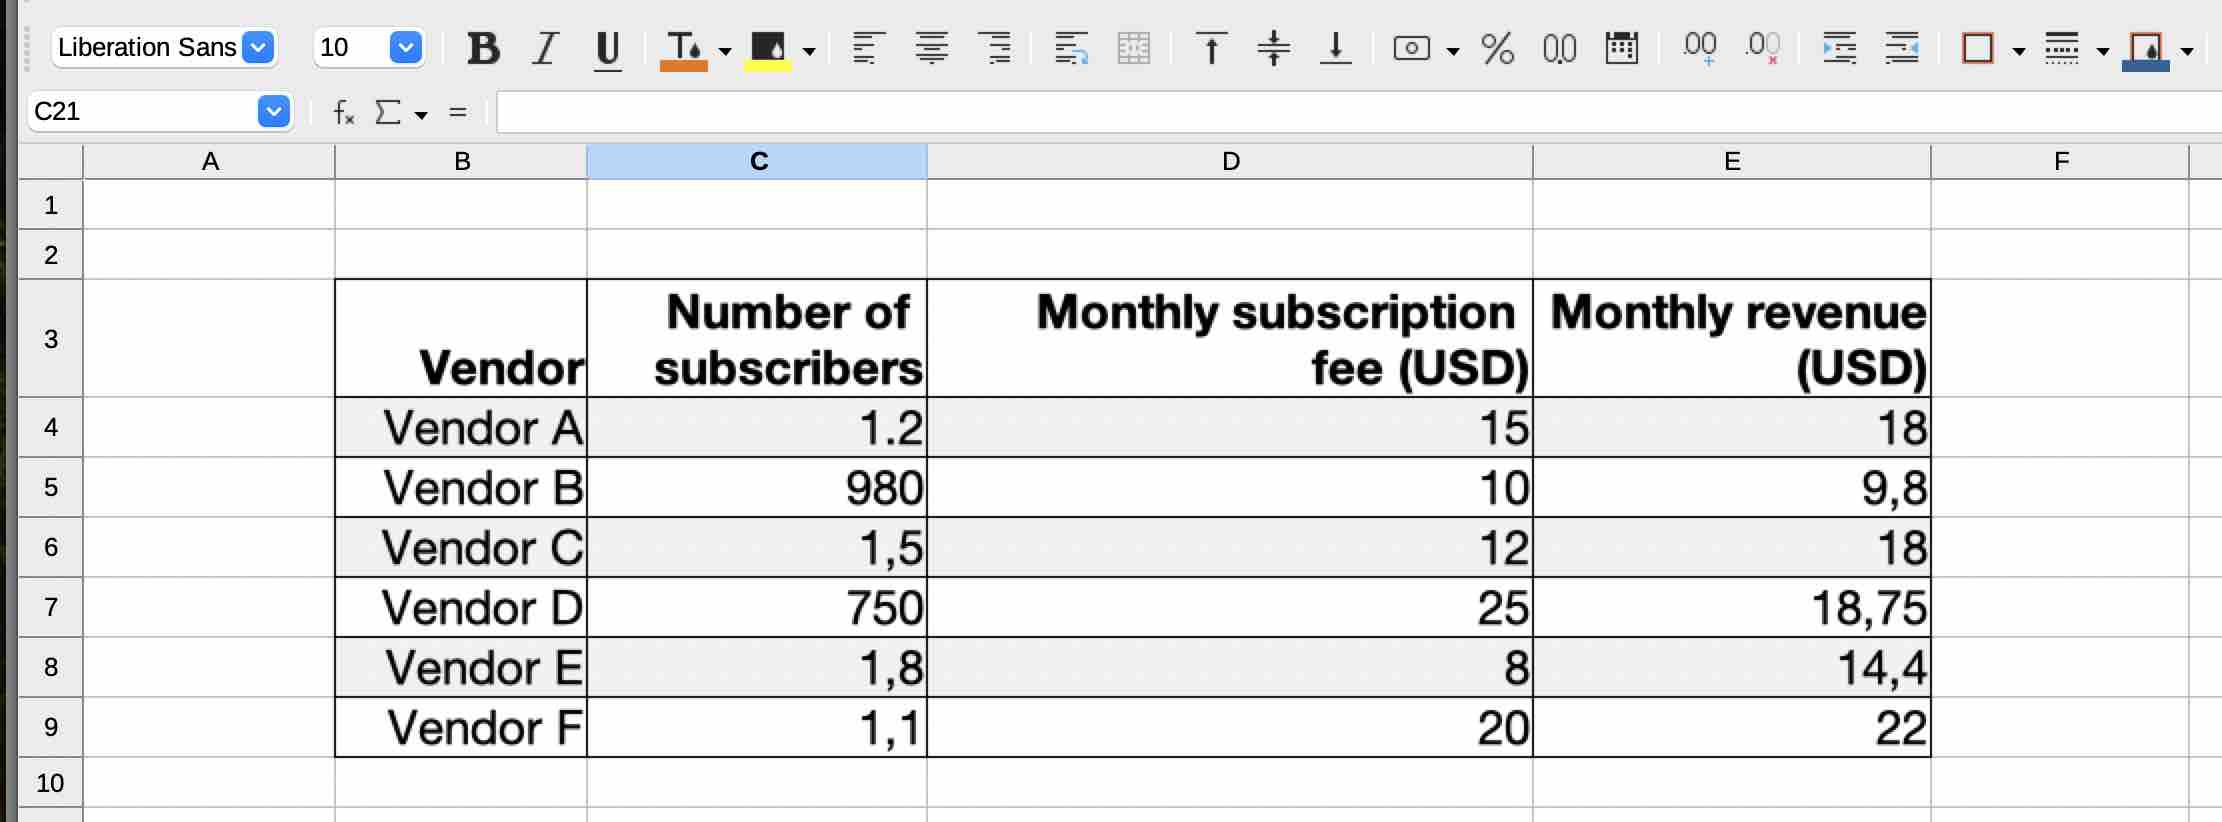 Liberation Sans 10 B I U T % 0.0 .00 .00
C21 fx Σ =
A B C D E F
1
2
3 Vendor Number of subscribers Monthly subscription fee (USD) Monthly revenue (USD)
4 Vendor A 1.2 15 18
5 Vendor B 980 10 9,8
6 Vendor C 1,5 12 18
7 Vendor D 750 25 18,75
8 Vendor E 1,8 8 14,4
9 Vendor F 1,1 20 22
10